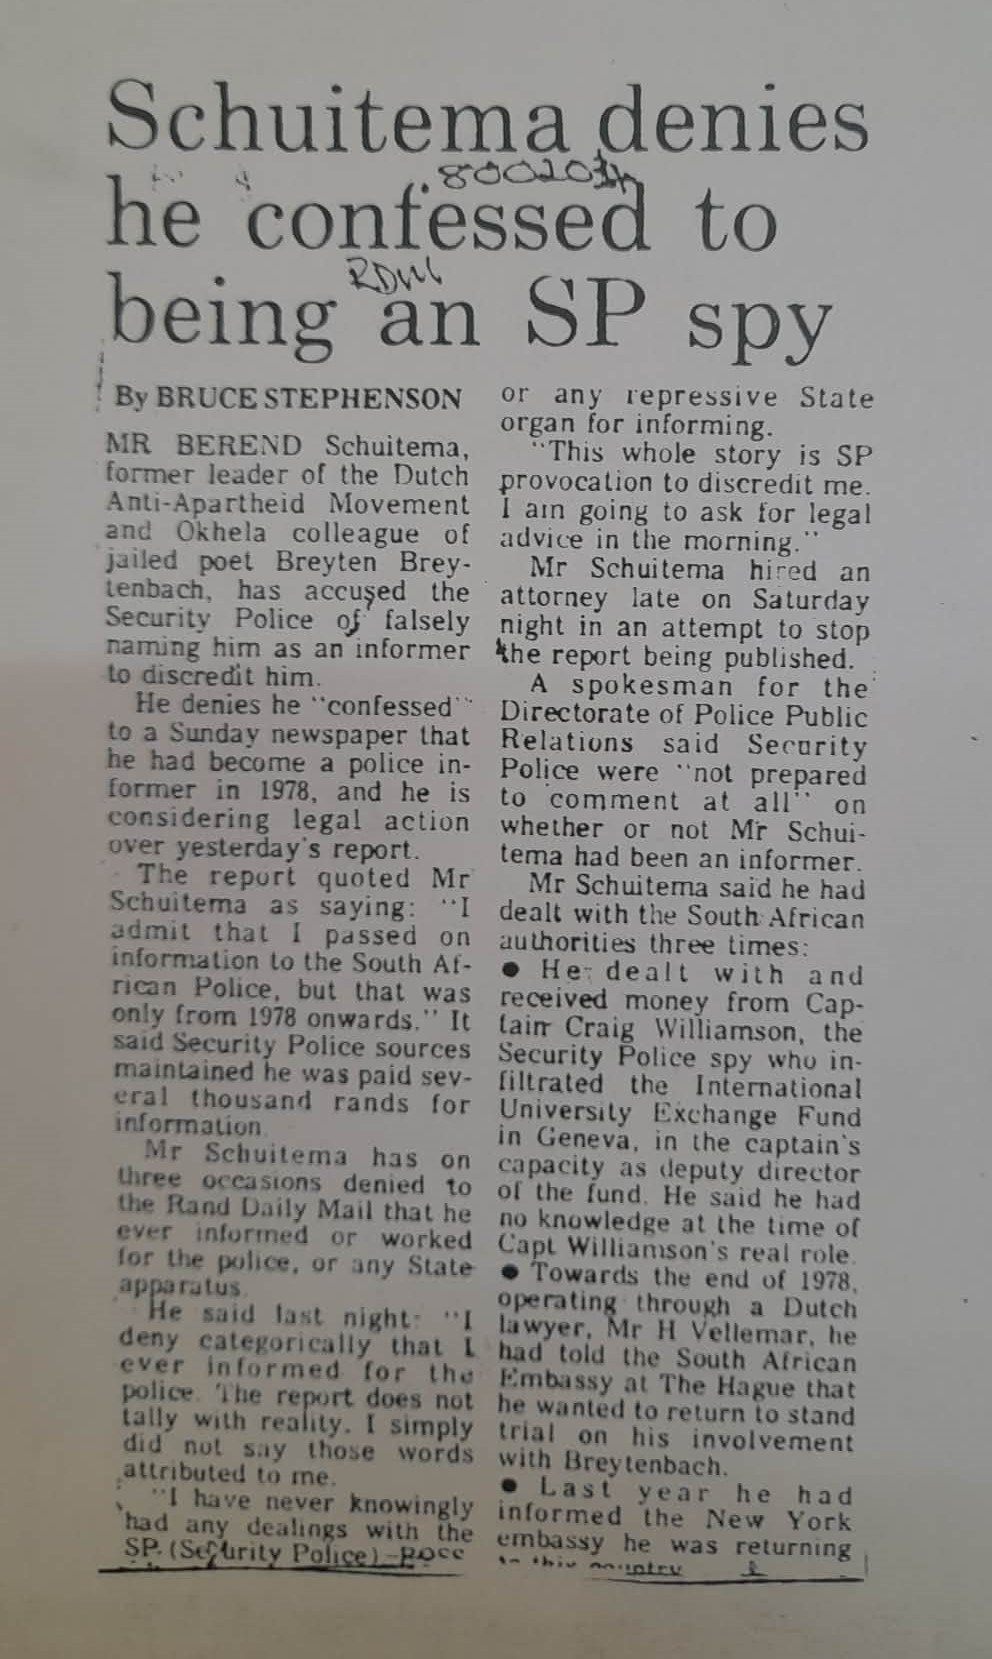 Schuitema denies
he confessed to
being an SP spy
By BRUCE STEPHENSON
MR BEREND Schuitema,
former leader of the Dutch
Anti-Apartheid Movement
and Okhela colleague of
jailed poet Breyten Brey-
tenbach, has accused the
Security Police of falsely
naming him as an informer
to discredit him.
He denies he "confessed"
to a Sunday newspaper that
he had become a police in-
former in 1978, and he is
considering legal action
over yesterday's report.
The report quoted Mr
Schuitema as saying: "I
admit that I passed on
information to the South Af-
rican Police, but that was
only from 1978 onwards." It
said Security Police sources
maintained he was paid sev-
eral thousand rands for
information.
Mr Schuitema has on
three occasions denied to
the Rand Daily Mail that he
ever informed or worked
for the police, or any State
apparatus.
He said last night: "I
deny categorically that I
ever informed for the
police. The report does not
tally with reality. I simply
did not say those words
attributed to me.
"I have never knowingly
had any dealings with the
SP (Security Police)
or any repressive State
organ for informing.
"This whole story is SP
provocation to discredit me.
I am going to ask for legal
advice in the morning."
Mr Schuitema hired an
attorney late on Saturday
night in an attempt to stop
the report being published.
A spokesman for the
Directorate of Police Public
Relations said Security
Police were "not prepared
to comment at all" on
whether or not Mr Schui-
tema had been an informer.
Mr Schuitema said he had
dealt with the South African
authorities three times:
● He dealt with and
received money from Cap-
tain Craig Williamson, the
Security Police spy who in-
filtrated the International
University Exchange Fund
in Geneva, in the captain's
capacity as deputy director
of the fund. He said he had
no knowledge at the time of
Capt Williamson's real role.
● Towards the end of 1978,
operating through a Dutch
lawyer, Mr H Vellemar, he
had told the South African
Embassy at The Hague that
he wanted to return to stand
trial on his involvement
with Breytenbach.
● Last year he had
informed the New York
embassy he was returning
to this country